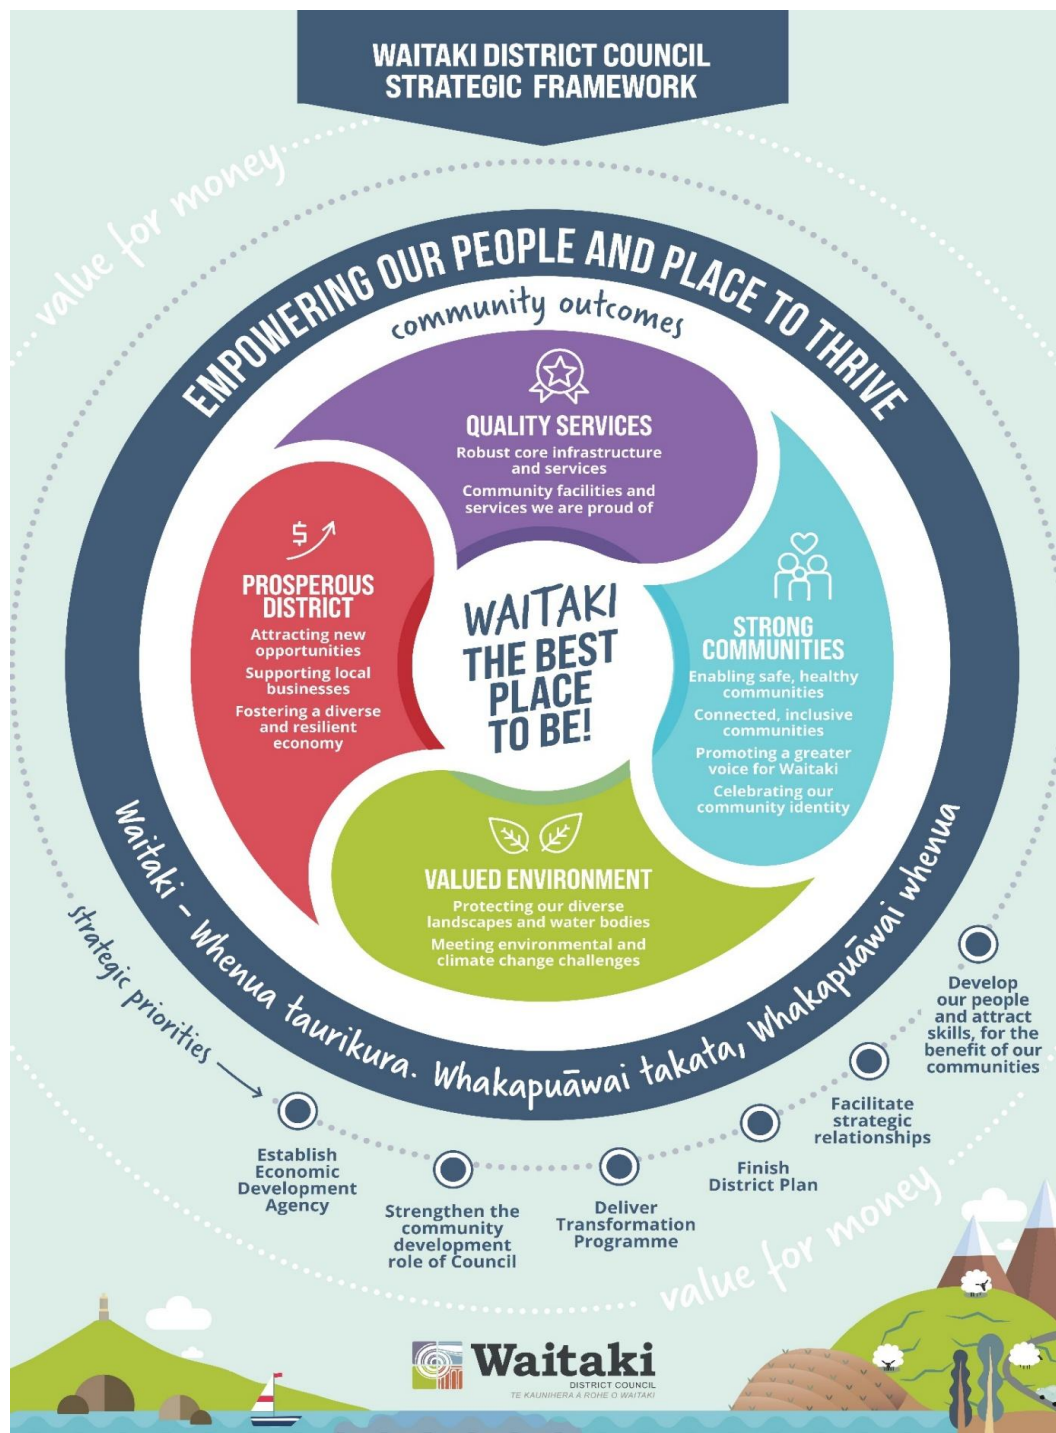 WAITAKI DISTRICT COUNCIL
STRATEGIC FRAMEWORK
value for money
EMPOWERING OUR PEOPLE AND PLACE TO THRIVE
community outcomes
QUALITY SERVICES
Robust core infrastructure
and services
Community facilities and
services we are proud of
PROSPEROUS
DISTRICT
Attracting new
opportunities
Supporting local
businesses
Fostering a diverse
and resilient
economy
WAITAKI
THE BEST
PLACE
TO BE!
STRONG
COMMUNITIES
Enabling safe, healthy
communities
Connected, inclusive
communities
Promoting a greater
voice for Waitaki
Celebrating our
community identity
VALUED ENVIRONMENT
Protecting our diverse
landscapes and water bodies
Meeting environmental and
climate change challenges
Waitaki - Whenua taurikura. Whakapuāwai takata, Whakapuāwai whenua
strategic priorities
Establish
Economic
Development
Agency
Strengthen the
community
development
role of Council
Deliver
Transformation
Programme
Finish
District Plan
Facilitate
strategic
relationships
Develop
our people
and attract
skills, for the
benefit of our
communities
value for money
Waitaki
DISTRICT COUNCIL
TE KAUNIHERA Ā ROHE O WAITAKI